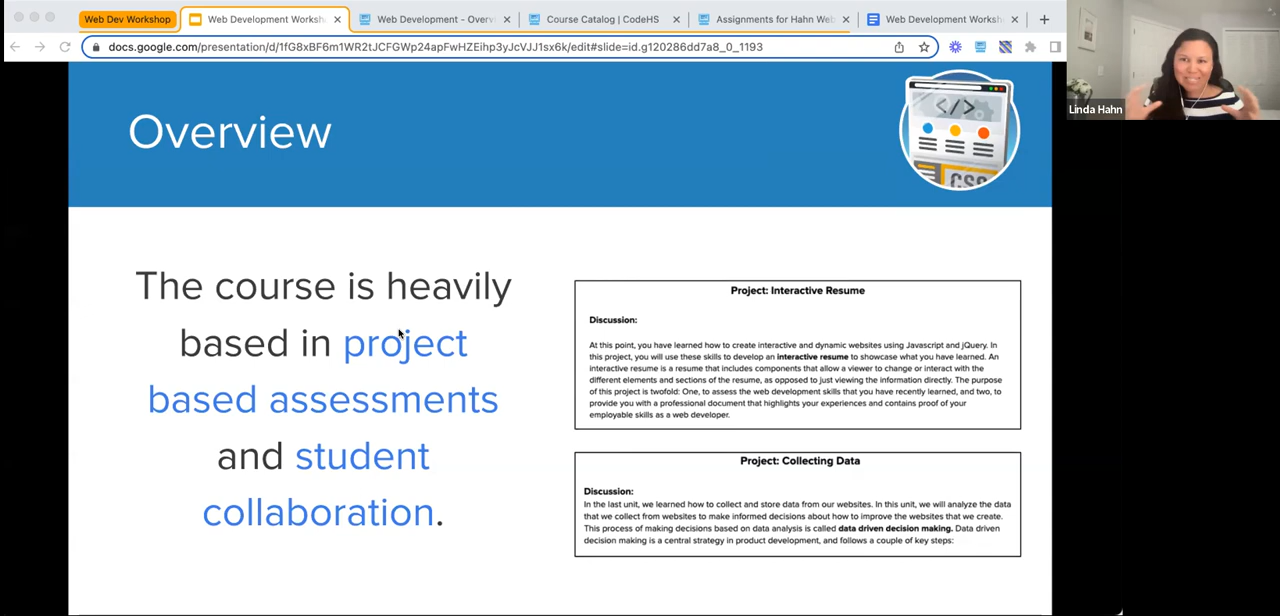 Web Dev Workshop
Web Development Worksh
Web Development - Overv
Course Catalog | CodeHS
Assignments for Hahn Web
Web Development Worksh
docs.google.com/presentation/d/1fG8xBF6m1WR2tJCFGWp24apFwHZEihp3yJcVJJ1sx6k/edit#slide=id.g120286dd7a8_0_1193
Linda Hahn
Overview
</>
CSS
The course is heavily
based in project
based assessments
and student
collaboration.
Project: Interactive Resume
Discussion:
At this point, you have learned how to create interactive and dynamic websites using Javascript and jQuery. In
this project, you will use these skills to develop an interactive resume to showcase what you have learned. An
interactive resume is a resume that includes components that allow a viewer to change or interact with the
different elements and sections of the resume, as opposed to just viewing the information directly. The purpose
of this project is twofold: One, to assess the web development skills that you have recently learned, and two, to
provide you with a professional document that highlights your experiences and contains proof of your
employable skills as a web developer.
Project: Collecting Data
Discussion:
In the last unit, we learned how to collect and store data from our websites. In this unit, we will analyze the data
that we collect from websites to make informed decisions about how to improve the websites that we create.
This process of making decisions based on data analysis is called data driven decision making. Data driven
decision making is a central strategy in product development, and follows a couple of key steps: